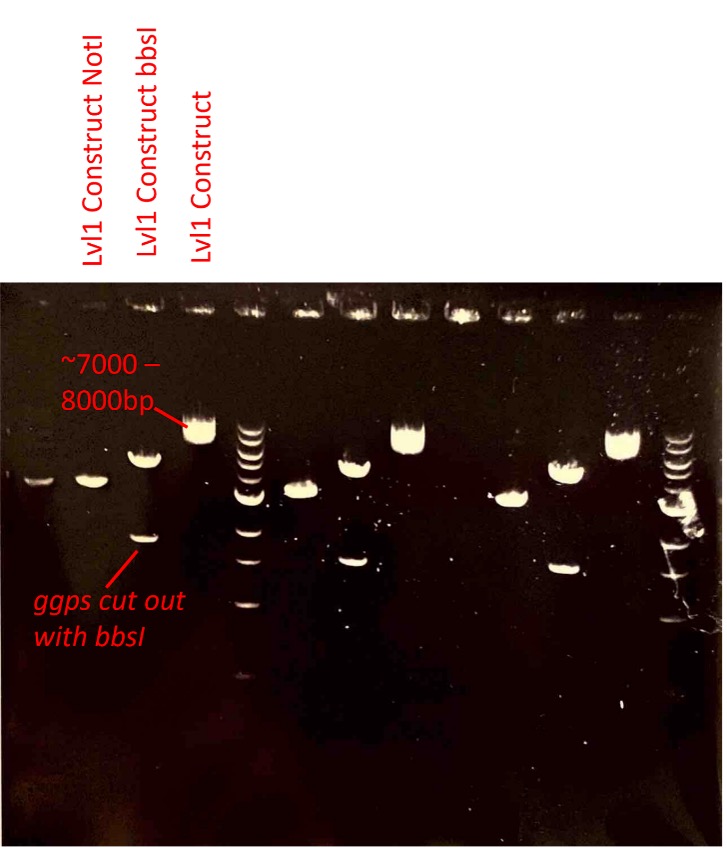 Lvl1 Construct NotI
Lvl1 Construct bbsI
Lvl1 Construct
~7000 –
8000bp
ggps cut out
with bbsI